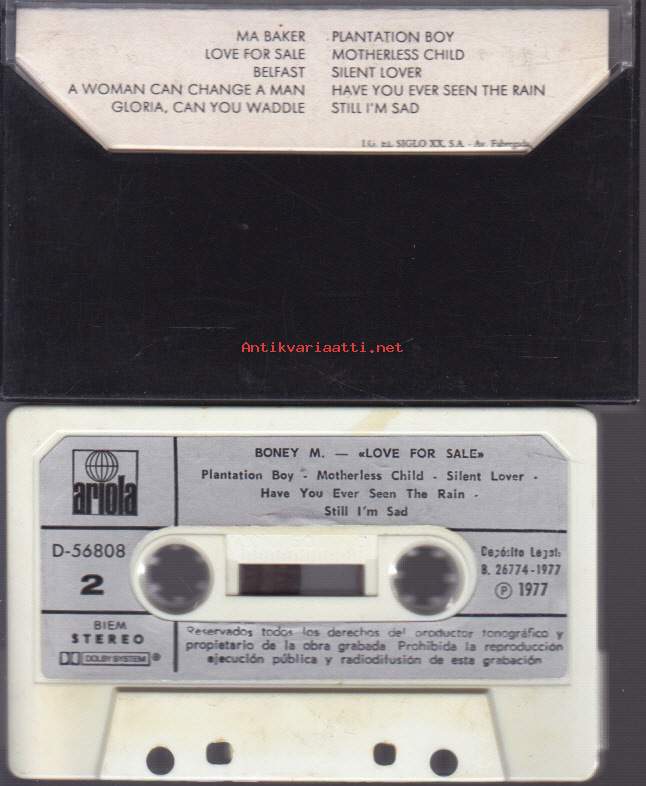 MA BAKER PLANTATION BOY
LOVE FOR SALE MOTHERLESS CHILD
BELFAST SILENT LOVER
A WOMAN CAN CHANGE A MAN HAVE YOU EVER SEEN THE RAIN
GLORIA, CAN YOU WADDLE STILL I'M SAD
I.G. EL SIGLO XX, S.A. - Av. Fabregada,
Antikvariaatti.net
ariola
BONEY M. — «LOVE FOR SALE»
Plantation Boy - Motherless Child - Silent Lover -
Have You Ever Seen The Rain -
Still I'm Sad
D-56808
2
Depósito Legal:
B. 26774-1977
Ⓟ 1977
BIEM
STEREO
DOLBY SYSTEM ®
Reservados todos los derechos del productor fonográfico y
propietario de la obra grabada Prohibida la reproducción
ejecución pública y radiodifusión de esta grabación